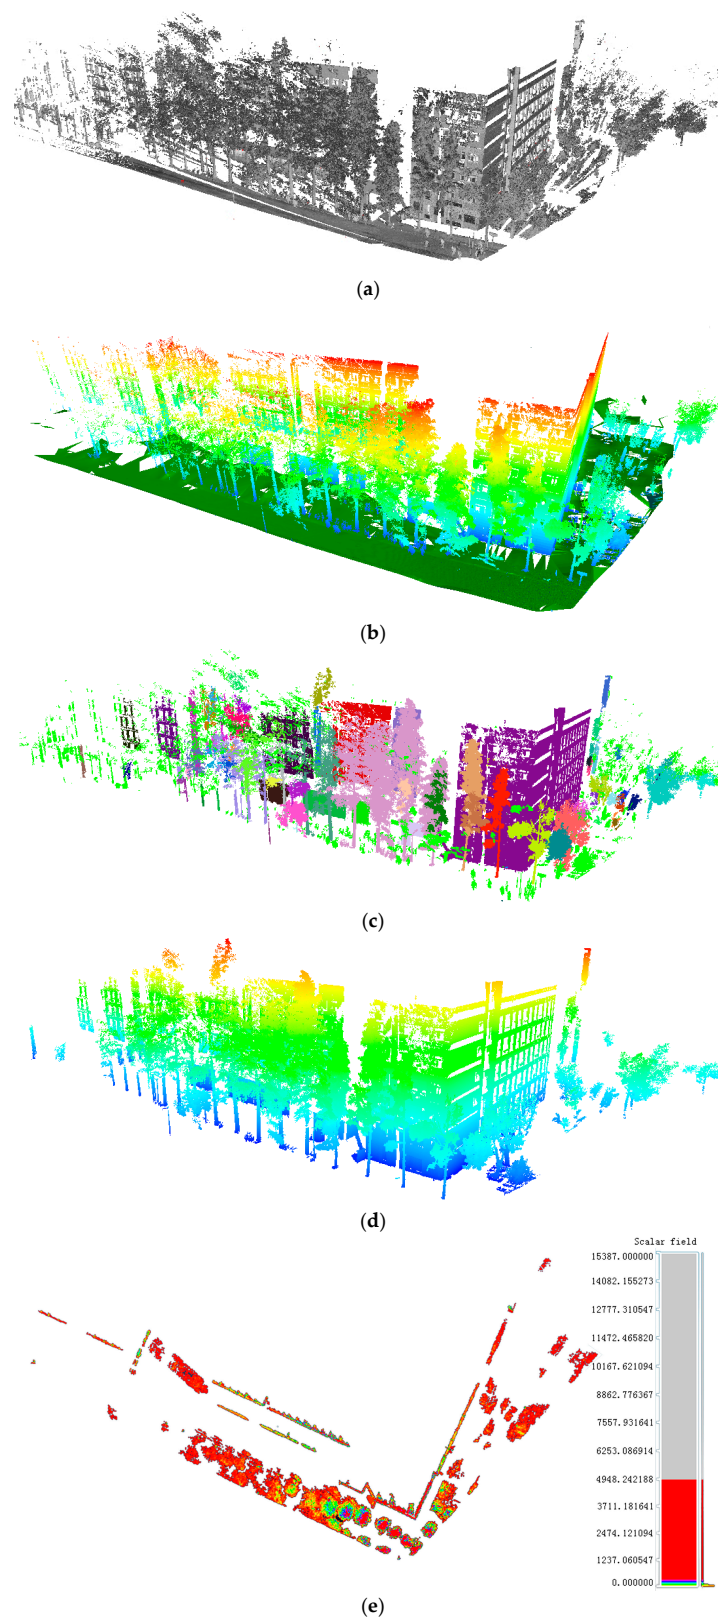 (a)
(b)
(c)
(d)
Scalar field
15387.000000
14082.155273
12777.310547
11472.465820
10167.621094
8862.776367
7557.931641
6253.086914
4948.242188
3711.181641
2474.121094
1237.060547
0.000000
(e)